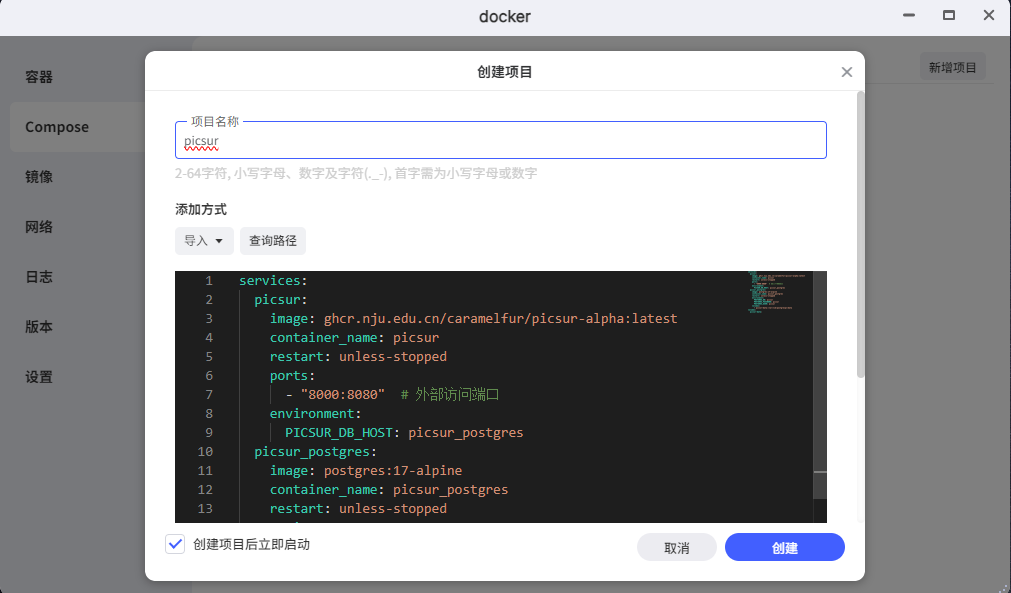 docker
容器
Compose
镜像
网络
日志
版本
设置
新增项目
创建项目
项目名称
picsur
2-64字符, 小写字母、数字及字符(._-), 首字需为小写字母或数字
添加方式
导入
查询路径
1 services:
2 picsur:
3 image: ghcr.nju.edu.cn/caramelfur/picsur-alpha:latest
4 container_name: picsur
5 restart: unless-stopped
6 ports:
7 - "8000:8080" # 外部访问端口
8 environment:
9 PICSUR_DB_HOST: picsur_postgres
10 picsur_postgres:
11 image: postgres:17-alpine
12 container_name: picsur_postgres
13 restart: unless-stopped
创建项目后立即启动
取消
创建